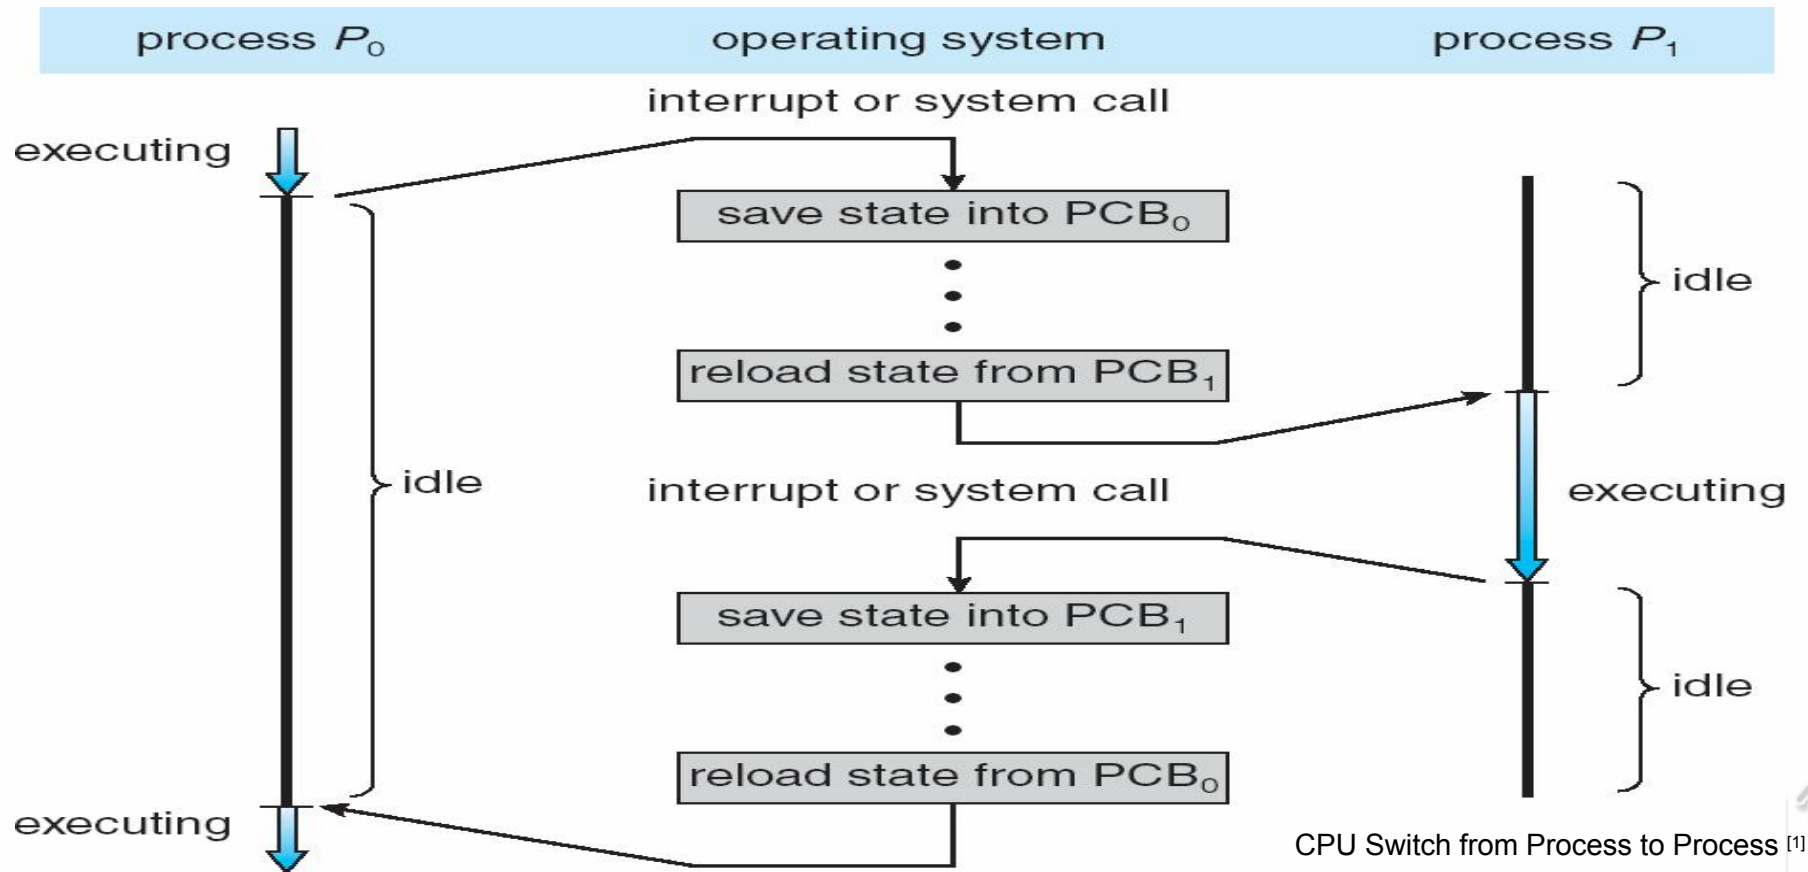 process P₀ operating system process P₁
interrupt or system call
executing
save state into PCB₀
idle
reload state from PCB₁
idle
interrupt or system call
executing
save state into PCB₁
idle
reload state from PCB₀
executing
CPU Switch from Process to Process [1]